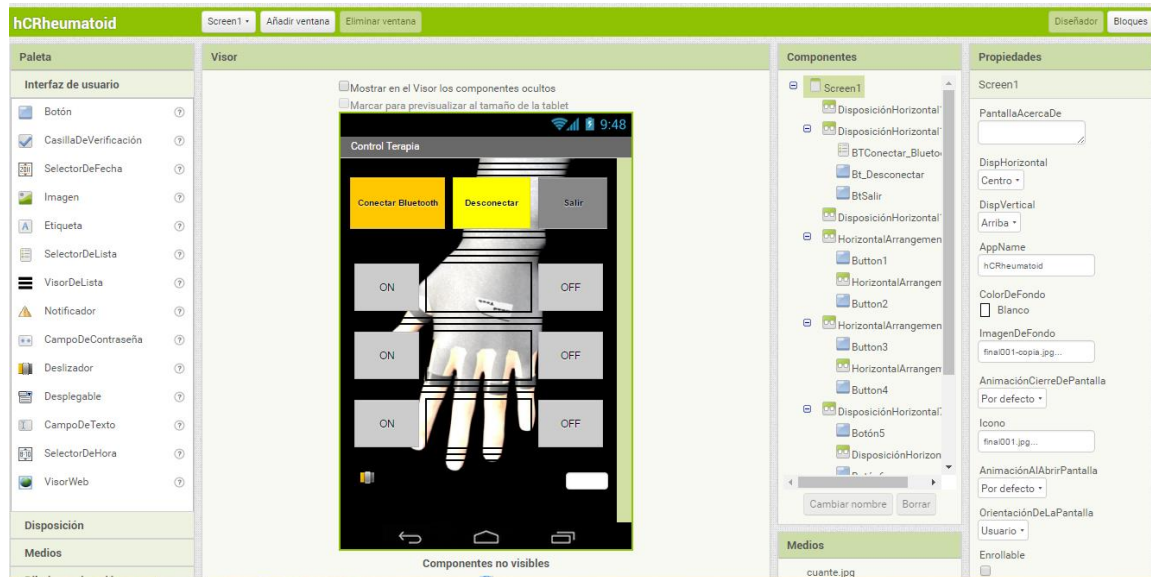 hCRheumatoid
Screen1
Añadir ventana
Eliminar ventana
Diseñador
Bloques
Paleta
Interfaz de usuario
Botón
CasillaDeVerificación
SelectorDeFecha
Imagen
Etiqueta
SelectorDeLista
VisorDeLista
Notificador
CampoDeContraseña
Deslizador
Desplegable
CampoDeTexto
SelectorDeHora
VisorWeb
Disposición
Medios
Visor
Mostrar en el Visor los componentes ocultos
Marcar para previsualizar al tamaño de la tablet
9:48
Control Terapia
Conectar Bluetooth
Desconectar
Salir
ON
OFF
ON
OFF
ON
OFF
Componentes no visibles
Componentes
Screen1
DisposiciónHorizontal
DisposiciónHorizontal
BTConectar_Blueto
Bt_Desconectar
BtSalir
DisposiciónHorizontal
HorizontalArrangemen
Button1
HorizontalArrangem
Button2
HorizontalArrangemen
Button3
HorizontalArrangem
Button4
DisposiciónHorizontal
Botón5
DisposiciónHorizon
Cambiar nombre
Borrar
Medios
cuante.jpg
Propiedades
Screen1
PantallaAcercaDe
DispHorizontal
Centro
DispVertical
Arriba
AppName
hCRheumatoid
ColorDeFondo
Blanco
ImagenDeFondo
final001-copia.jpg...
AnimaciónCierreDePantalla
Por defecto
Icono
final001.jpg...
AnimaciónAlAbrirPantalla
Por defecto
OrientaciónDeLaPantalla
Usuario
Enrollable